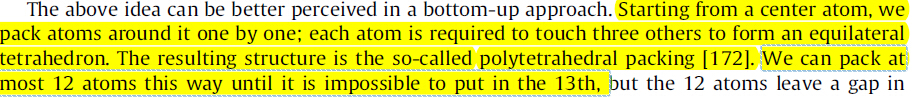 The above idea can be better perceived in a bottom-up approach. Starting from a center atom, we
pack atoms around it one by one; each atom is required to touch three others to form an equilateral
tetrahedron. The resulting structure is the so-called polytetrahedral packing [172]. We can pack at
most 12 atoms this way until it is impossible to put in the 13th, but the 12 atoms leave a gap in